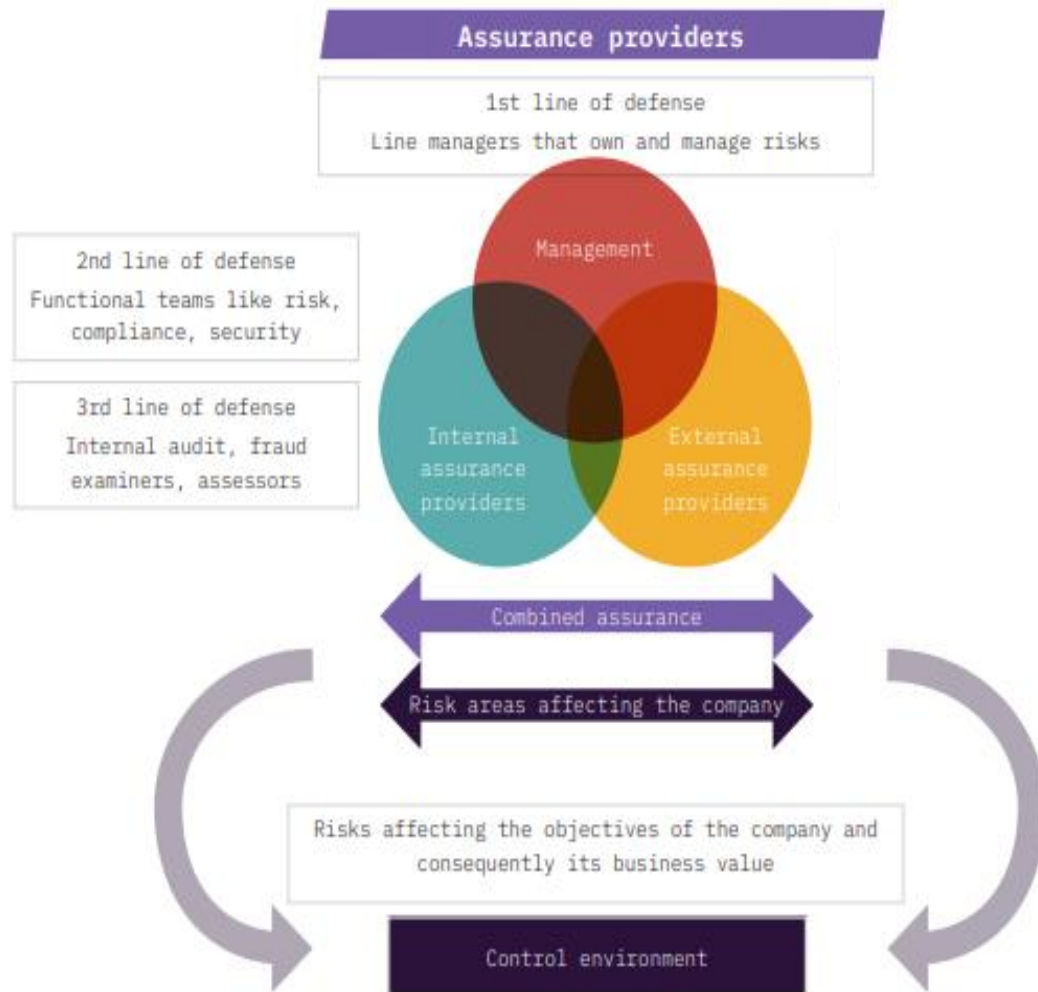 Assurance providers
1st line of defense
Line managers that own and manage risks
Management
2nd line of defense
Functional teams like risk,
compliance, security
3rd line of defense
Internal audit, fraud
examiners, assessors
Internal
assurance
providers
External
assurance
providers
Combined assurance
Risk areas affecting the company
Risks affecting the objectives of the company and
consequently its business value
Control environment